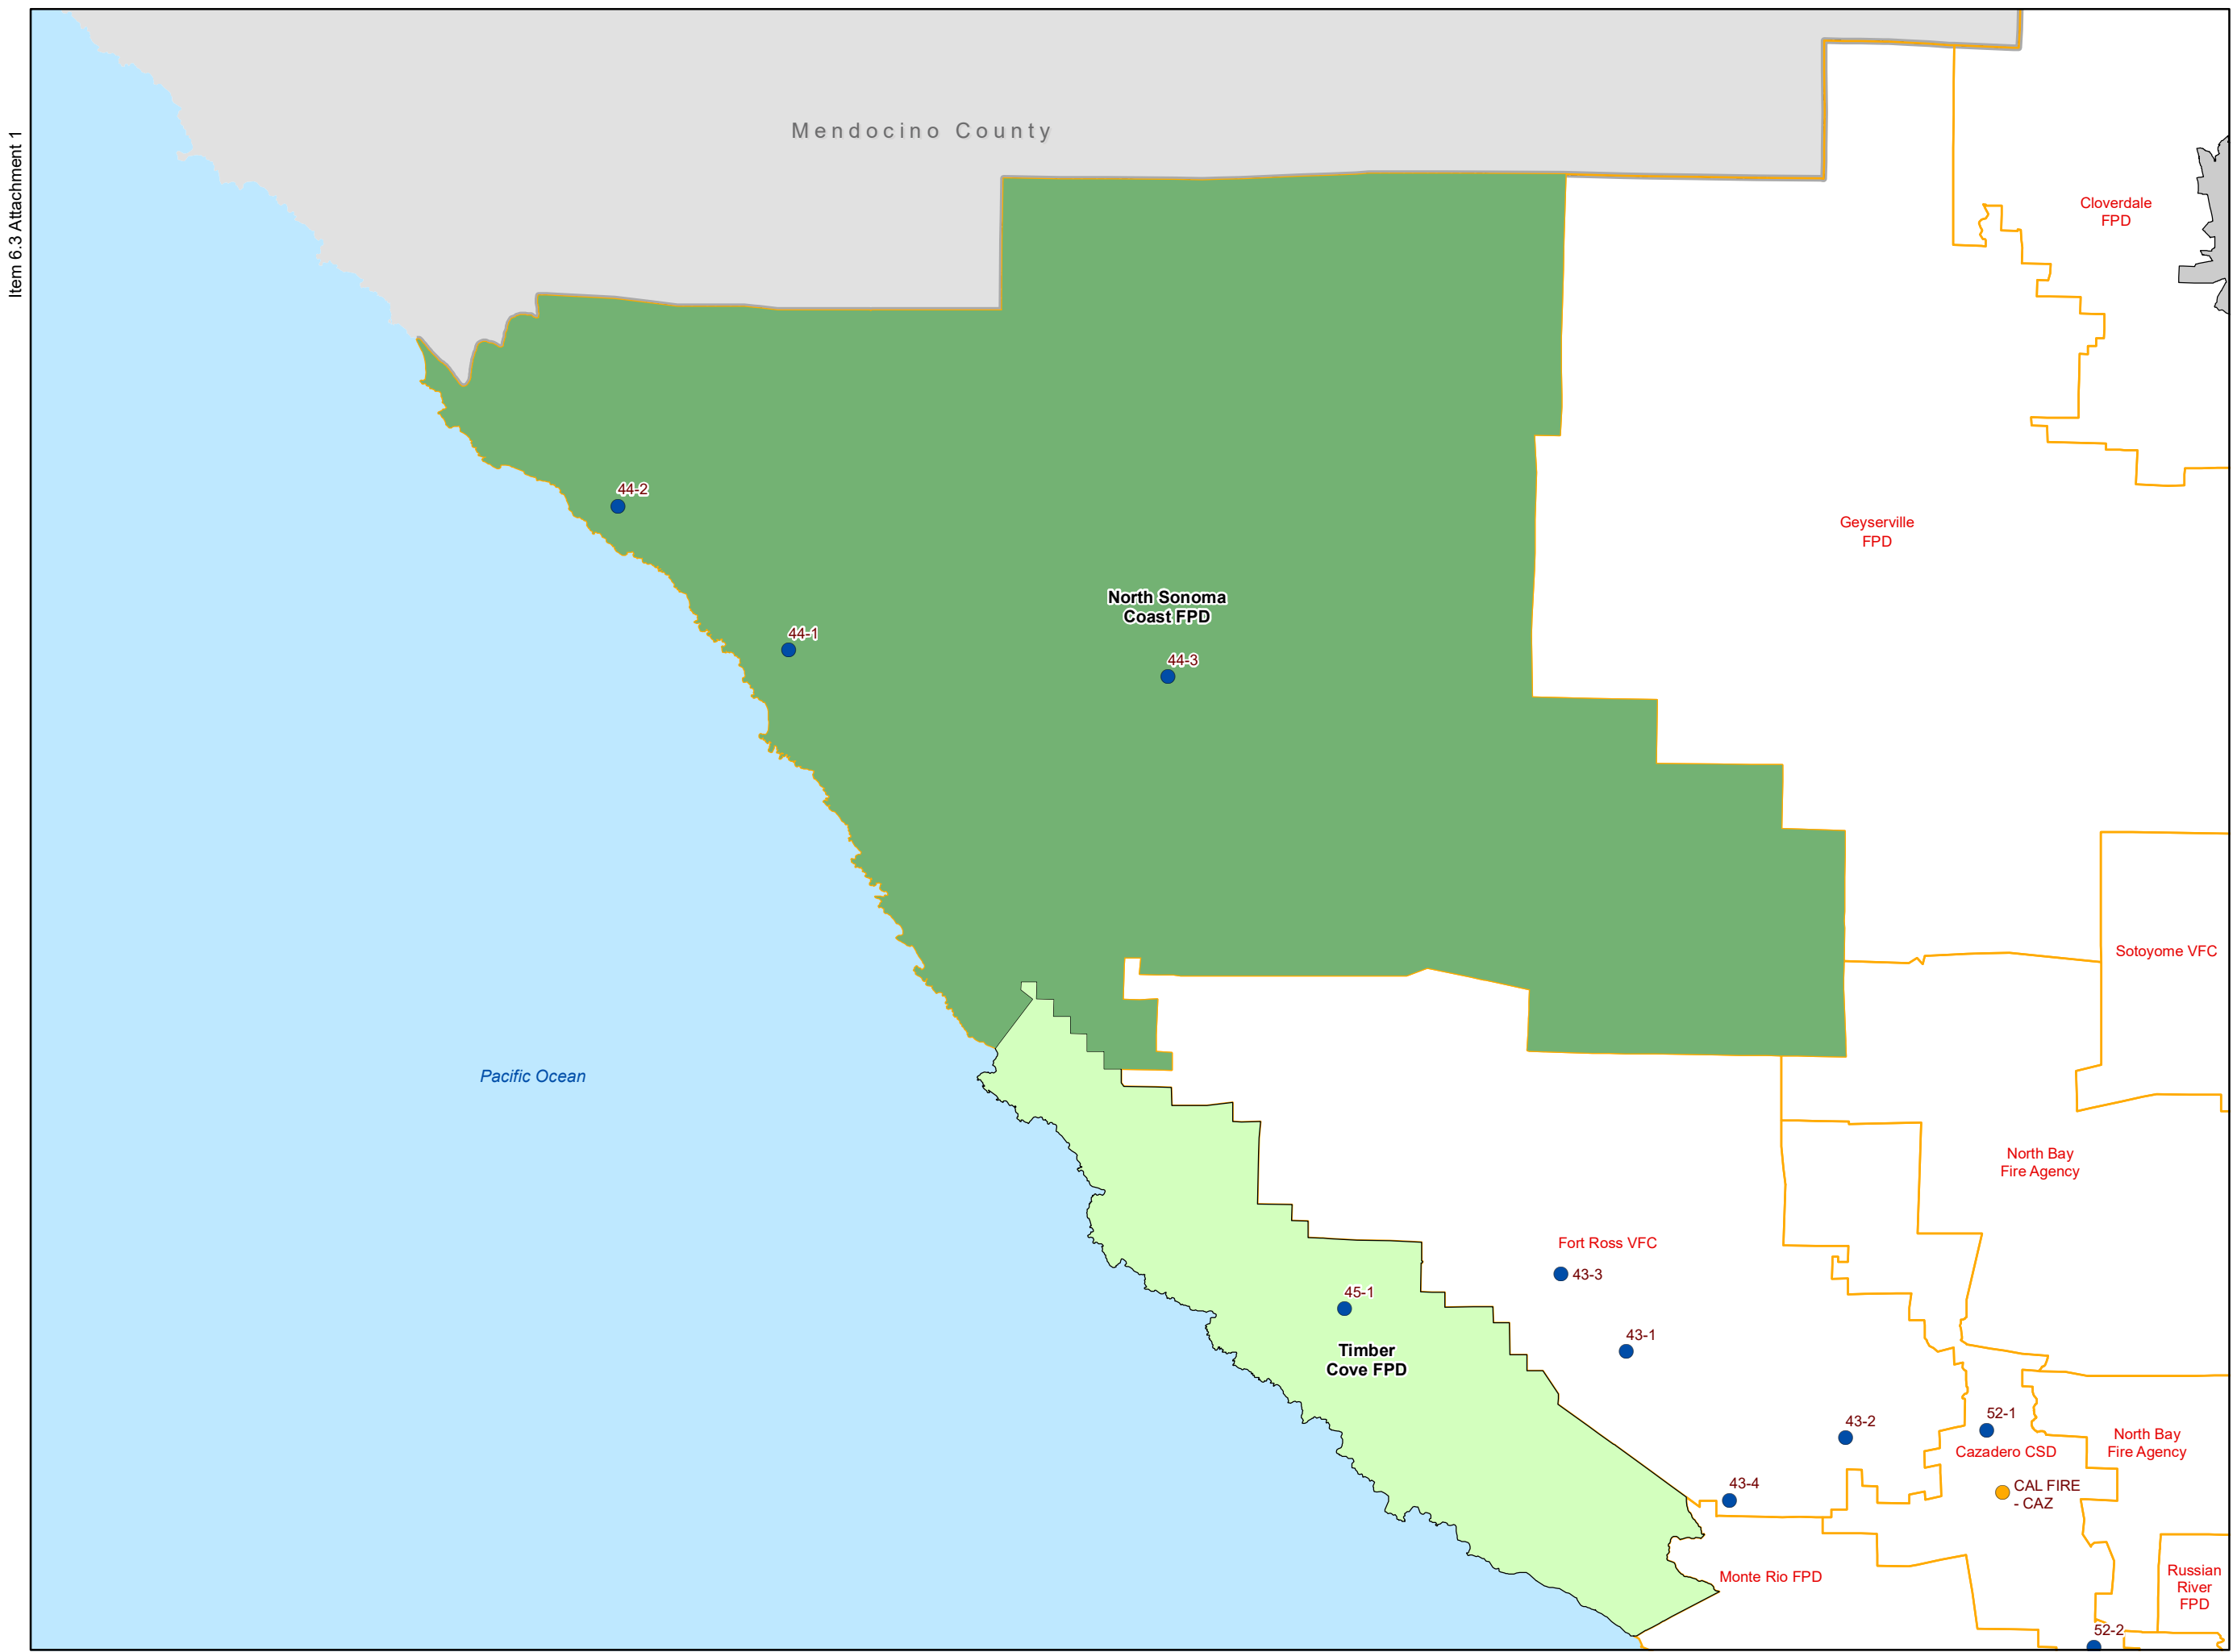 Item 6.3 Attachment 1
Mendocino County
Cloverdale
FPD
44-2
Geyserville
FPD
North Sonoma
Coast FPD
44-1
44-3
Sotoyome VFC
Pacific Ocean
North Bay
Fire Agency
Fort Ross VFC
43-3
45-1
Timber
Cove FPD
43-1
43-2
52-1
Cazadero CSD
North Bay
Fire Agency
43-4
CAL FIRE
- CAZ
Monte Rio FPD
Russian
River
FPD
52-2